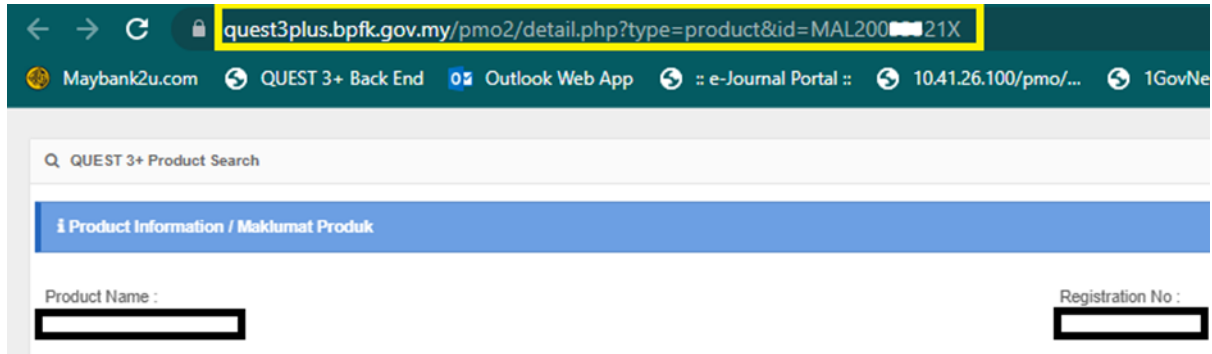 quest3plus.bpfk.gov.my/pmo2/detail.php?type=product&id=MAL200 21X
Maybank2u.com QUEST 3+ Back End Outlook Web App :: e-Journal Portal :: 10.41.26.100/pmo/... 1GovNe
QUEST 3+ Product Search
i Product Information / Maklumat Produk
Product Name : Registration No :